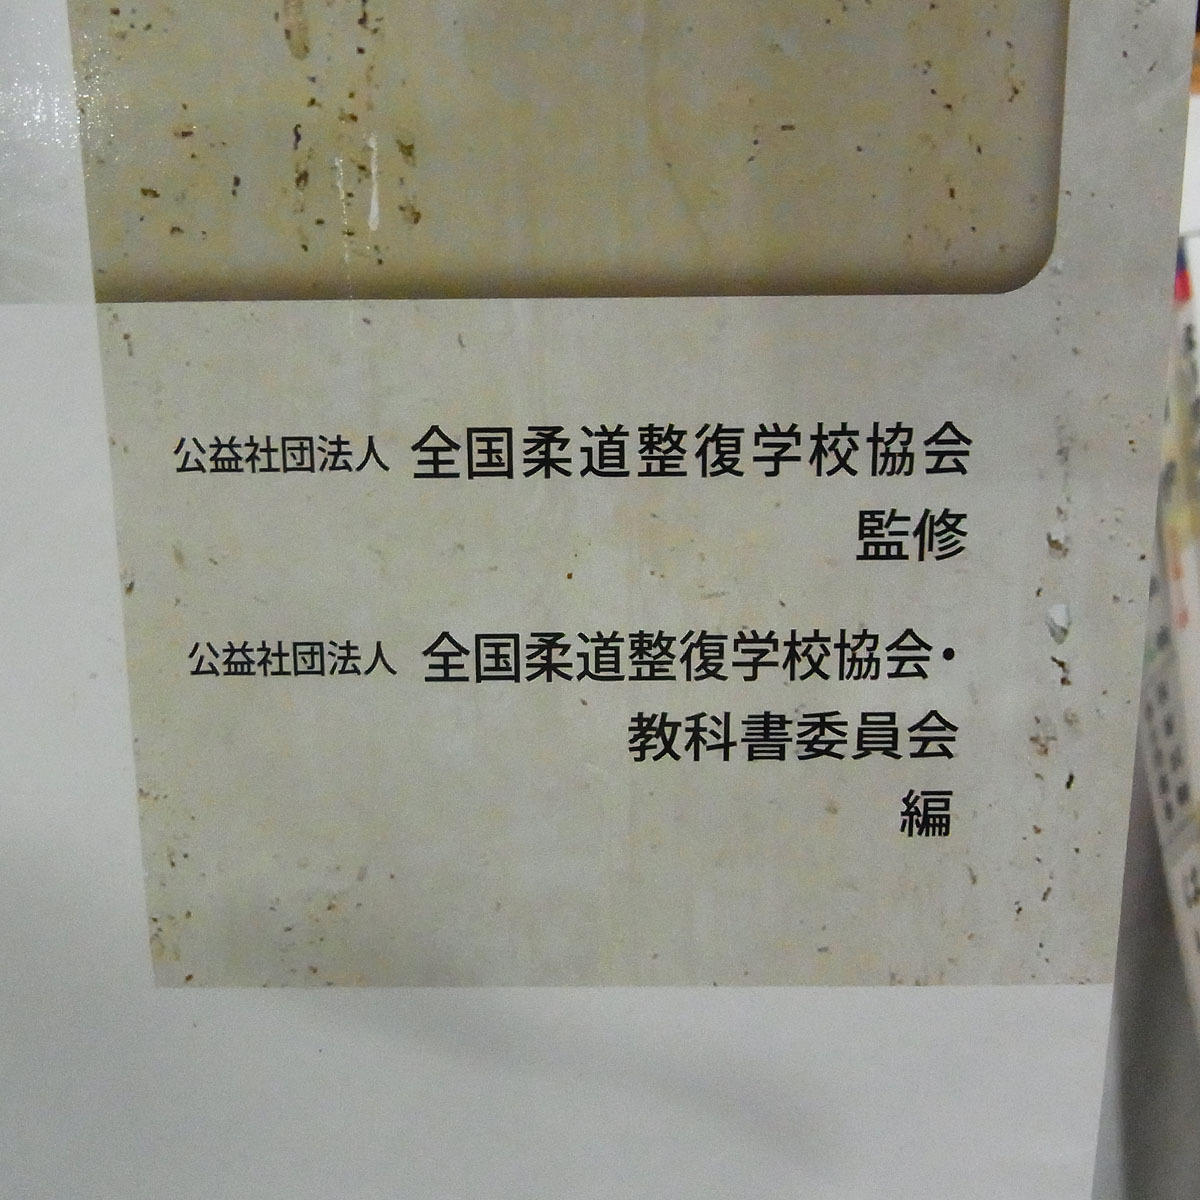 公益社団法人 全国柔道整復学校協会
監修
公益社団法人 全国柔道整復学校協会・
教科書委員会
編